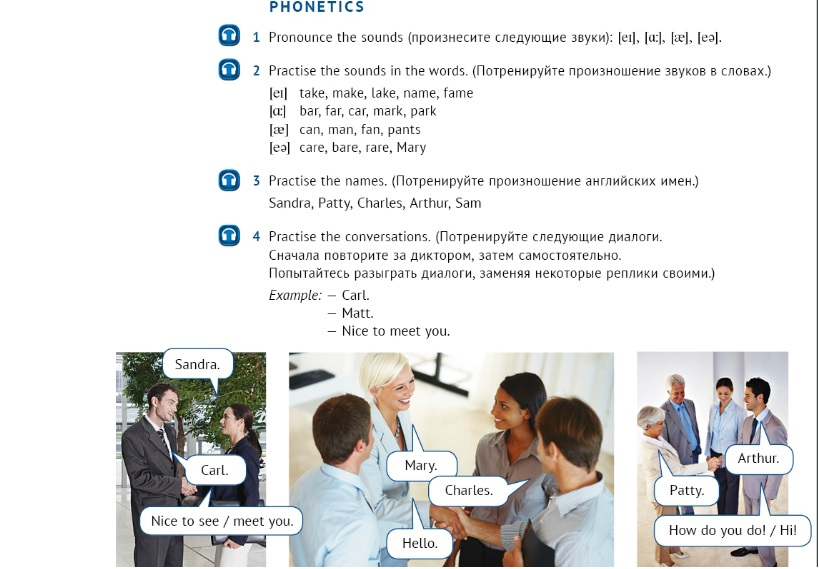 PHONETICS
1 Pronounce the sounds (произнесите следующие звуки): [eɪ], [ɑ:], [æ], [eə].
2 Practise the sounds in the words. (Потренируйте произношение звуков в словах.)
[eɪ] take, make, lake, name, fame
[ɑ:] bar, far, car, mark, park
[æ] can, man, fan, pants
[eə] care, bare, rare, Mary
3 Practise the names. (Потренируйте произношение английских имен.)
Sandra, Patty, Charles, Arthur, Sam
4 Practise the conversations. (Потренируйте следующие диалоги.
Сначала повторите за диктором, затем самостоятельно.
Попытайтесь разыграть диалоги, заменяя некоторые реплики своими.)
Example: — Carl.
— Matt.
— Nice to meet you.
Sandra.
Carl.
Nice to see / meet you.
Mary.
Charles.
Hello.
Arthur.
Patty.
How do you do! / Hi!